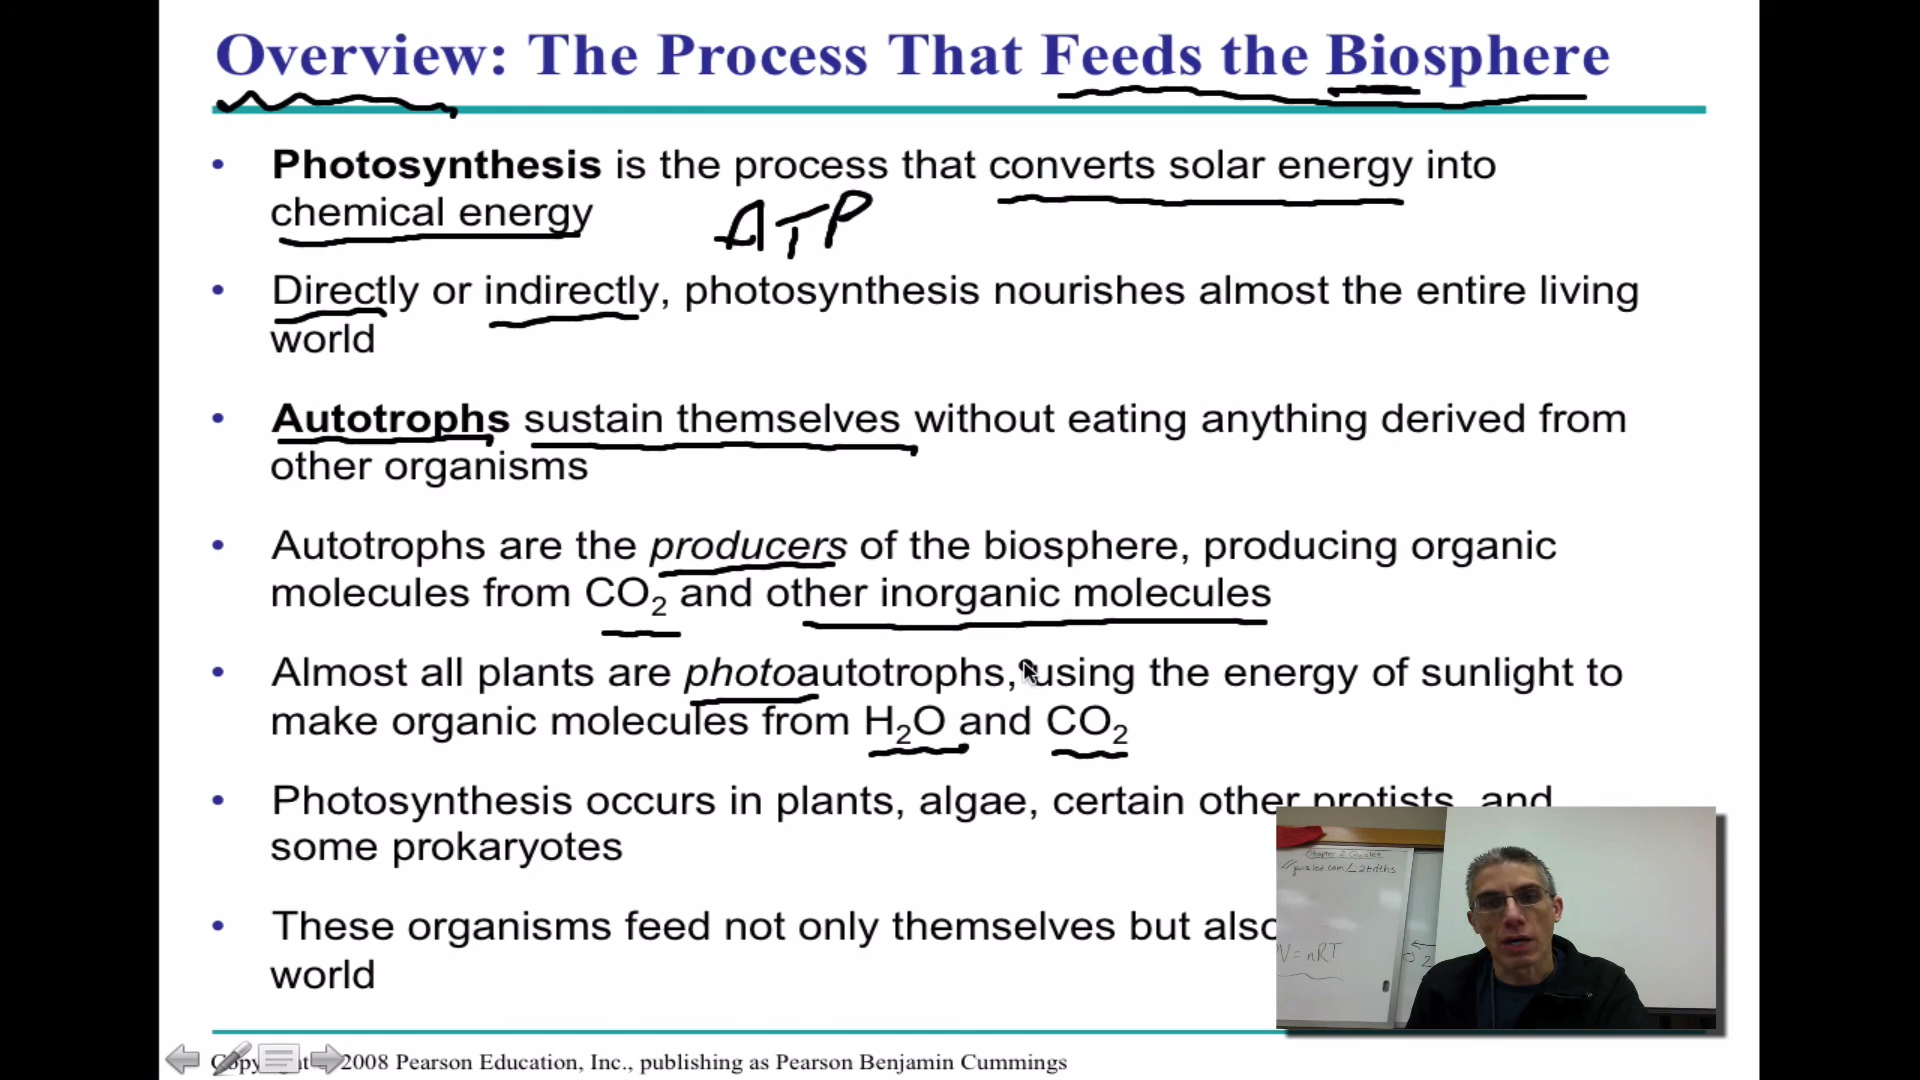 Overview: The Process That Feeds the Biosphere
• Photosynthesis is the process that converts solar energy into
chemical energy
ATP
• Directly or indirectly, photosynthesis nourishes almost the entire living
world
• Autotrophs sustain themselves without eating anything derived from
other organisms
• Autotrophs are the producers of the biosphere, producing organic
molecules from CO₂ and other inorganic molecules
• Almost all plants are photoautotrophs, using the energy of sunlight to
make organic molecules from H₂O and CO₂
• Photosynthesis occurs in plants, algae, certain other protists, and
some prokaryotes
• These organisms feed not only themselves but also
world
Chapter 2 Quizlet
V = nRT
2008 Pearson Education, Inc., publishing as Pearson Benjamin Cummings